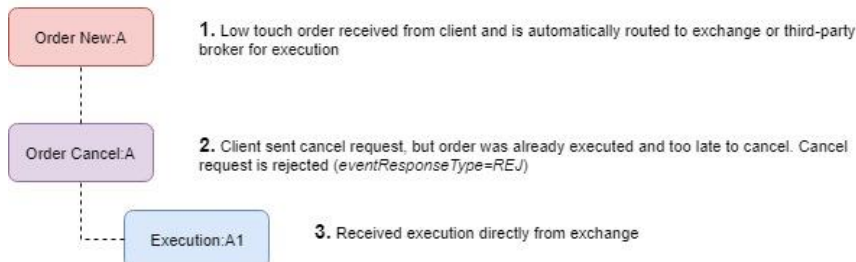 Order New:A
1. Low touch order received from client and is automatically routed to exchange or third-party
broker for execution
Order Cancel:A
2. Client sent cancel request, but order was already executed and too late to cancel. Cancel
request is rejected (eventResponseType=REJ)
Execution:A1
3. Received execution directly from exchange